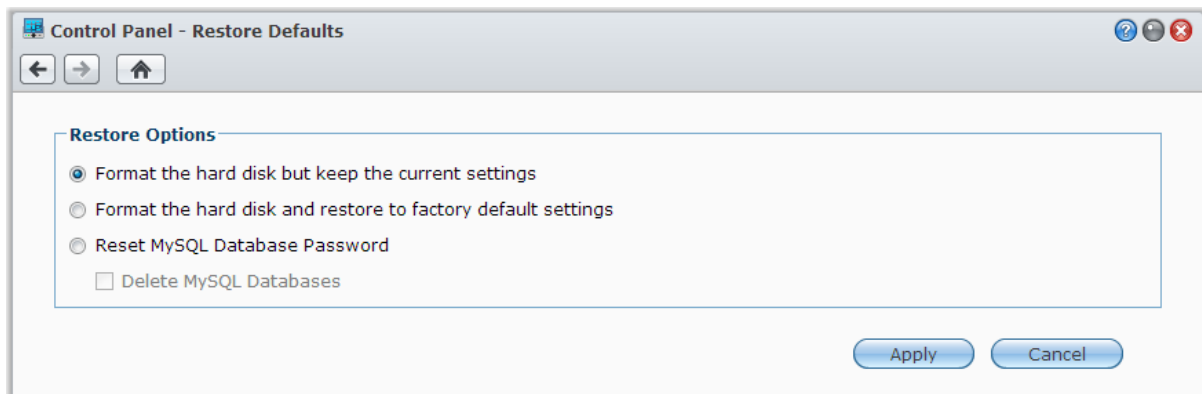 Control Panel - Restore Defaults
Restore Options
Format the hard disk but keep the current settings
Format the hard disk and restore to factory default settings
Reset MySQL Database Password
Delete MySQL Databases
Apply
Cancel